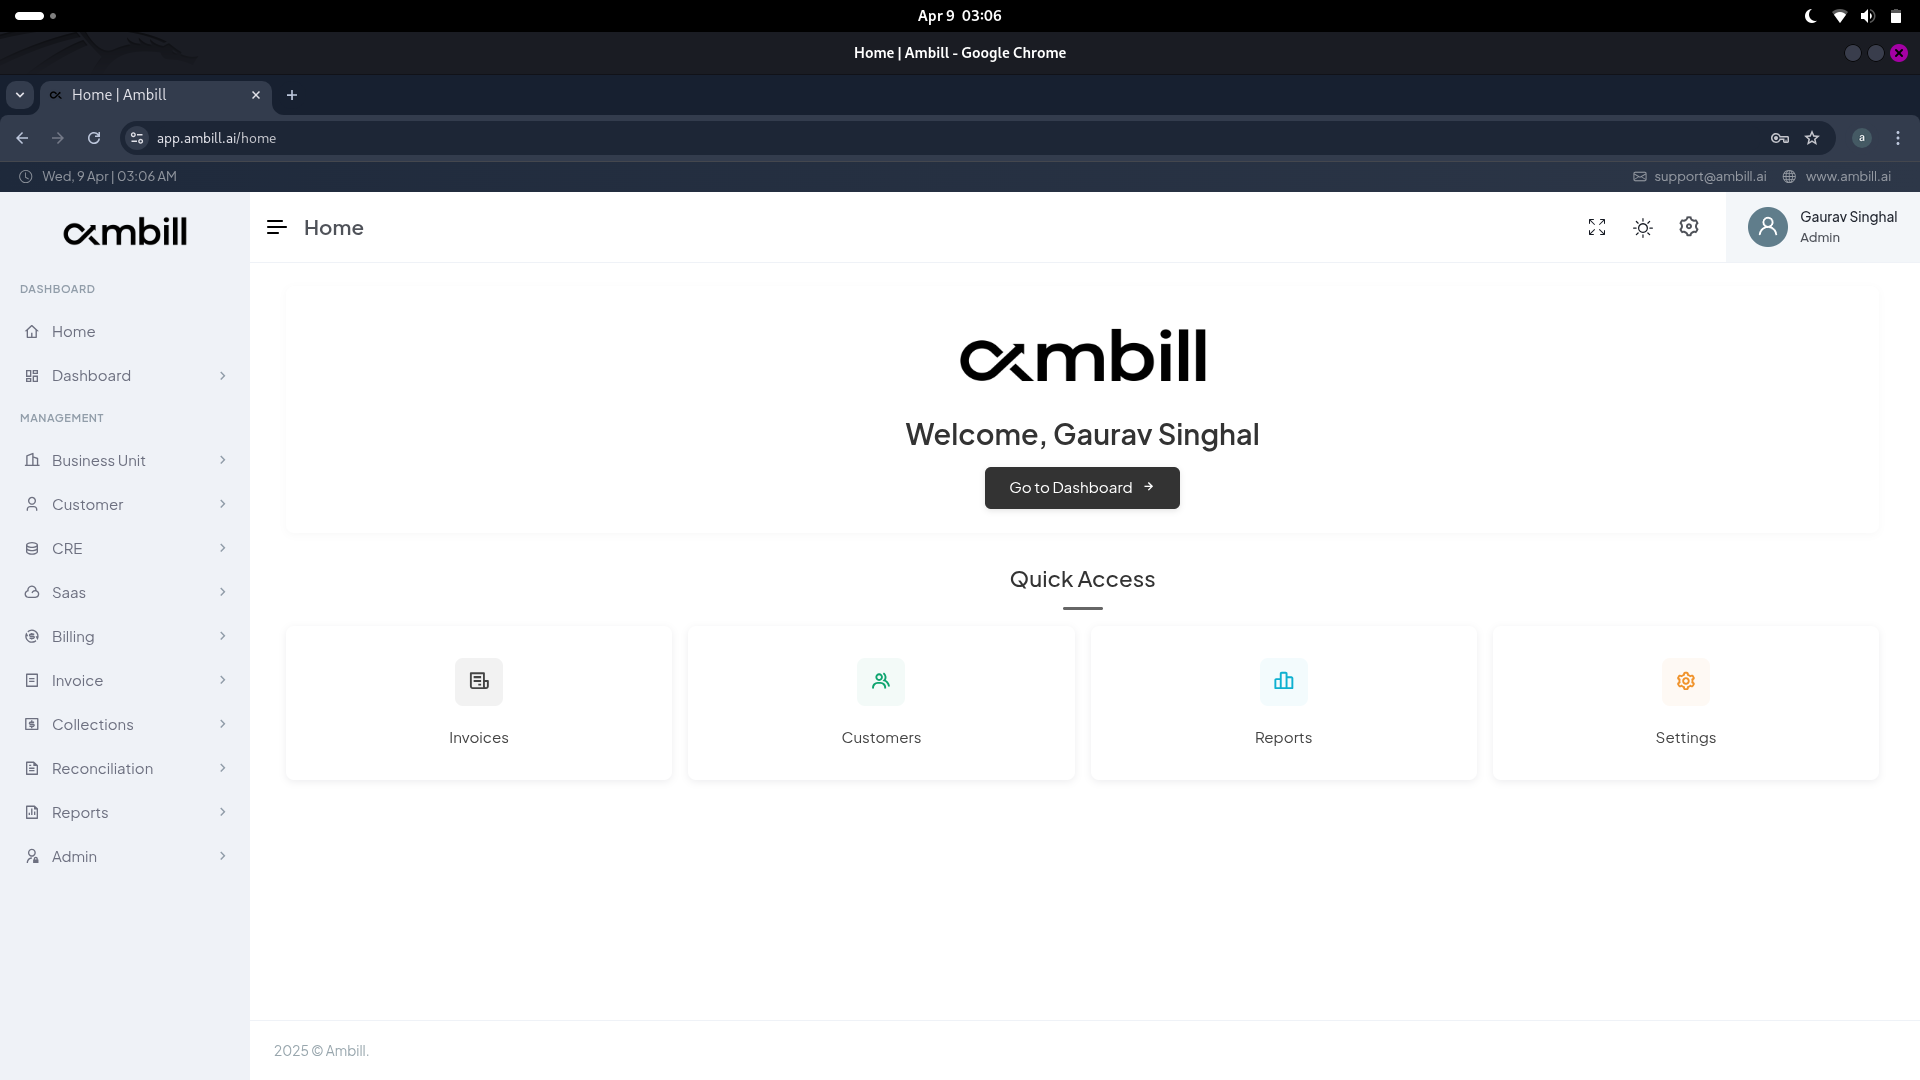 Apr 9 03:06
Home | Ambill - Google Chrome
Home | Ambill
app.ambill.ai/home
a
Wed, 9 Apr | 03:06 AM
support@ambill.ai
www.ambill.ai
ambill
Home
Gaurav Singhal
Admin
DASHBOARD
Home
Dashboard
MANAGEMENT
Business Unit
Customer
CRE
Saas
Billing
Invoice
Collections
Reconciliation
Reports
Admin
ambill
Welcome, Gaurav Singhal
Go to Dashboard
Quick Access
Invoices
Customers
Reports
Settings
2025 © Ambill.